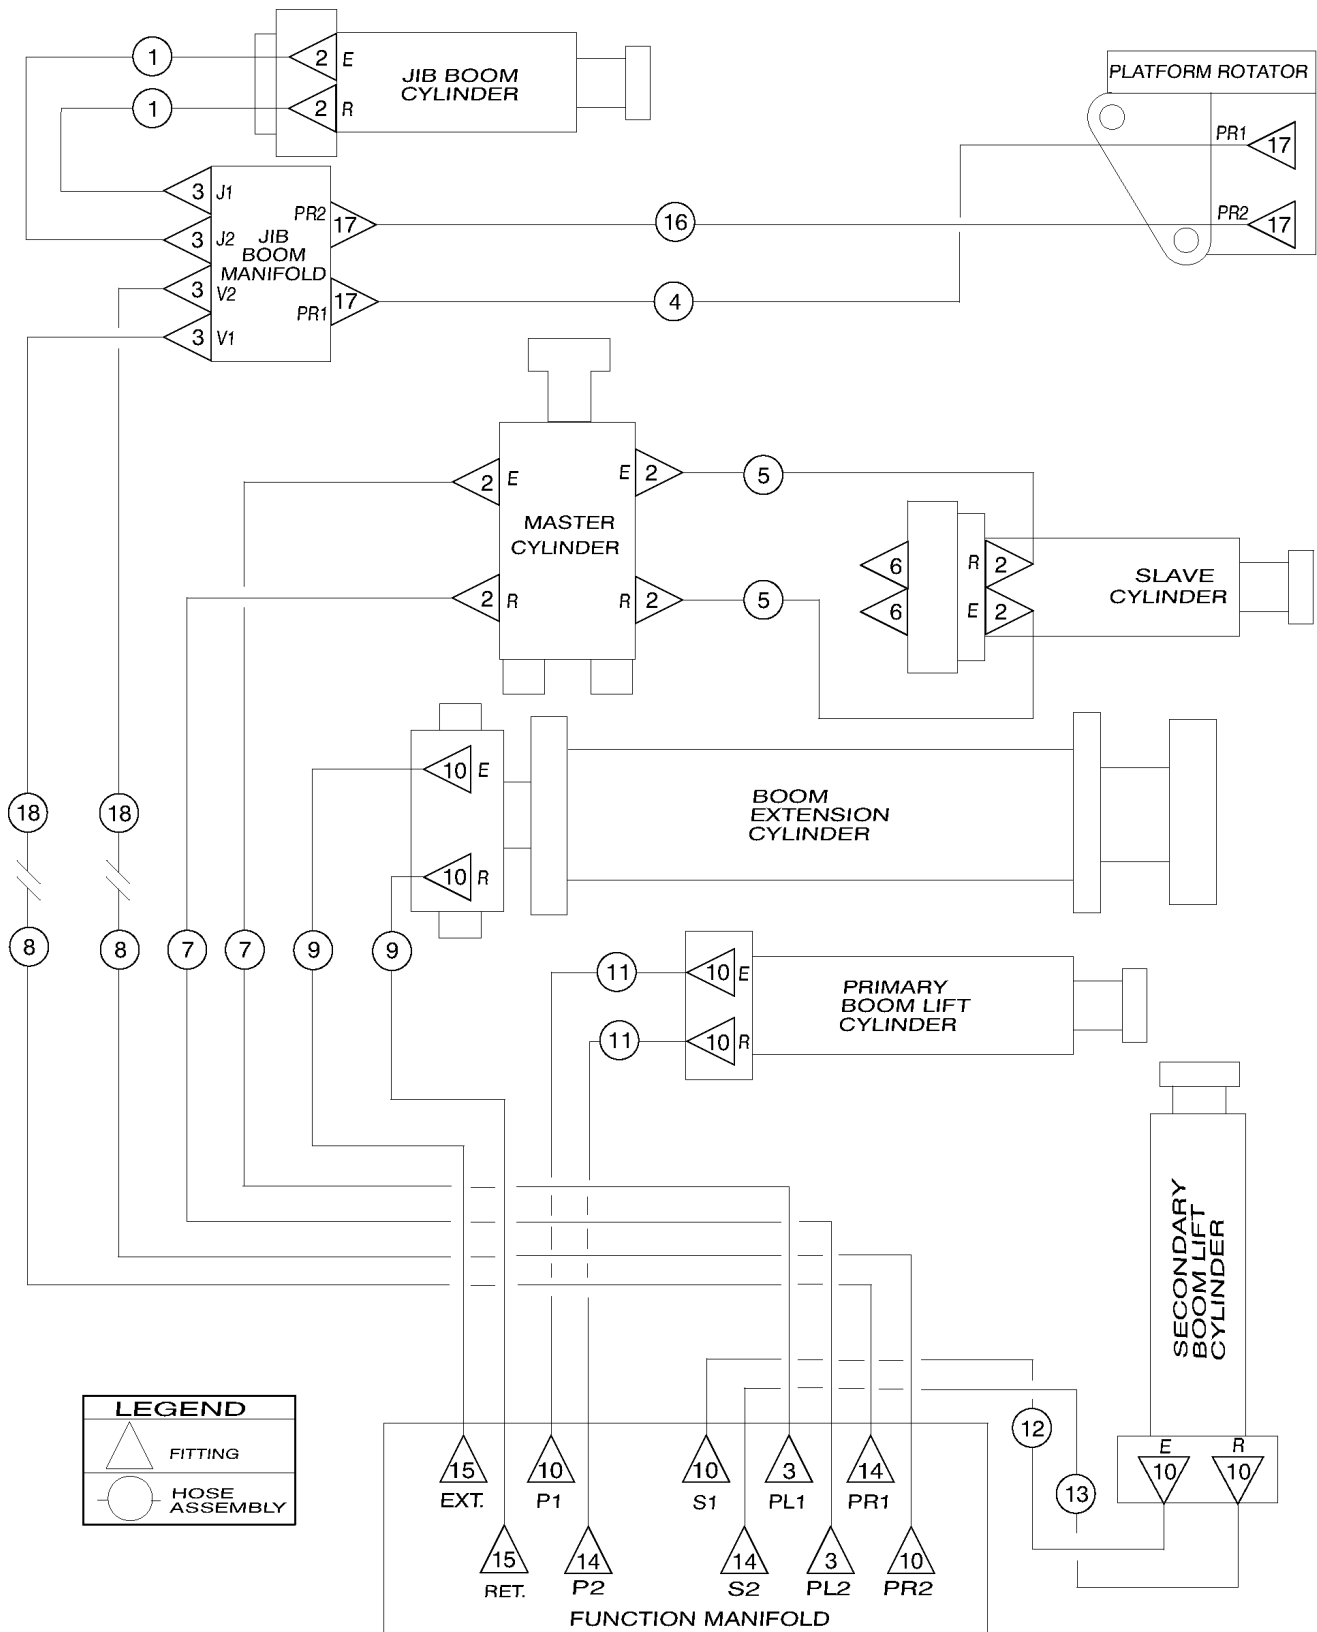 1
2 E
JIB BOOM
CYLINDER
1
2 R
PLATFORM ROTATOR
PR1 17
PR2 17
3 J1
3 J2
3 V2
3 V1
JIB
BOOM
MANIFOLD
PR2 17
PR1 17
16
4
2 E
E 2
5
MASTER
CYLINDER
2 R
R 2
5
6
6
R 2
E 2
SLAVE
CYLINDER
10 E
10 R
BOOM
EXTENSION
CYLINDER
18
18
8
8
7
7
9
9
11
10 E
11
10 R
PRIMARY
BOOM LIFT
CYLINDER
SECONDARY
BOOM LIFT
CYLINDER
E
R
10
10
12
13
LEGEND
FITTING
HOSE
ASSEMBLY
15
10
10
3
14
EXT.
P1
S1
PL1
PR1
15
14
14
3
10
RET.
P2
S2
PL2
PR2
FUNCTION MANIFOLD